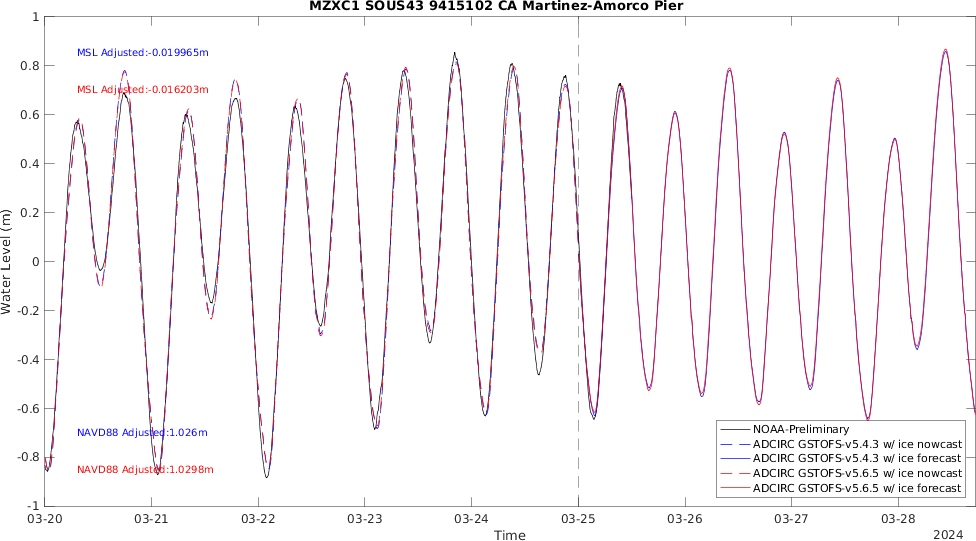 MZXC1 SOUS43 9415102 CA Martinez-Amorco Pier
1
0.8
0.6
0.4
0.2
0
-0.2
-0.4
-0.6
-0.8
-1
Water Level (m)
MSL Adjusted:-0.019965m
MSL Adjusted:-0.016203m
NAVD88 Adjusted:1.026m
NAVD88 Adjusted:1.0298m
NOAA-Preliminary
ADCIRC GSTOFS-v5.4.3 w/ ice nowcast
ADCIRC GSTOFS-v5.4.3 w/ ice forecast
ADCIRC GSTOFS-v5.6.5 w/ ice nowcast
ADCIRC GSTOFS-v5.6.5 w/ ice forecast
03-20 03-21 03-22 03-23 03-24 03-25 03-26 03-27 03-28
Time
2024